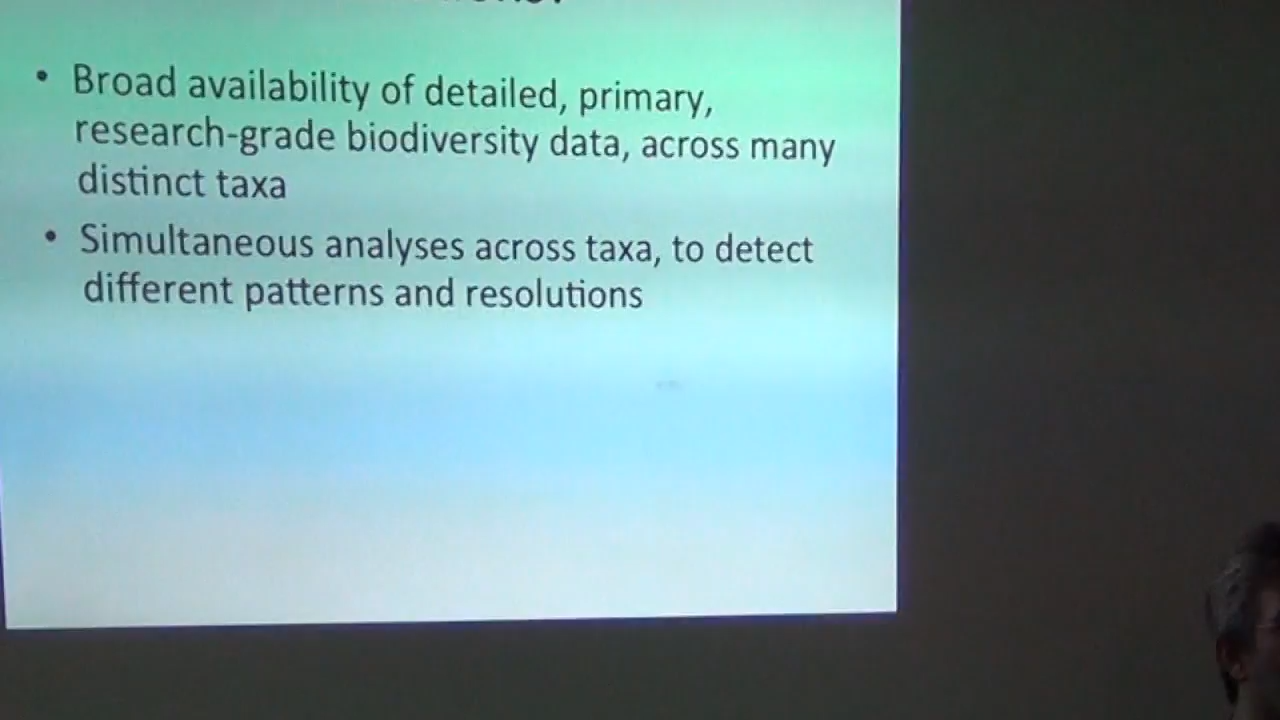 • Broad availability of detailed, primary,
research-grade biodiversity data, across many
distinct taxa
• Simultaneous analyses across taxa, to detect
different patterns and resolutions